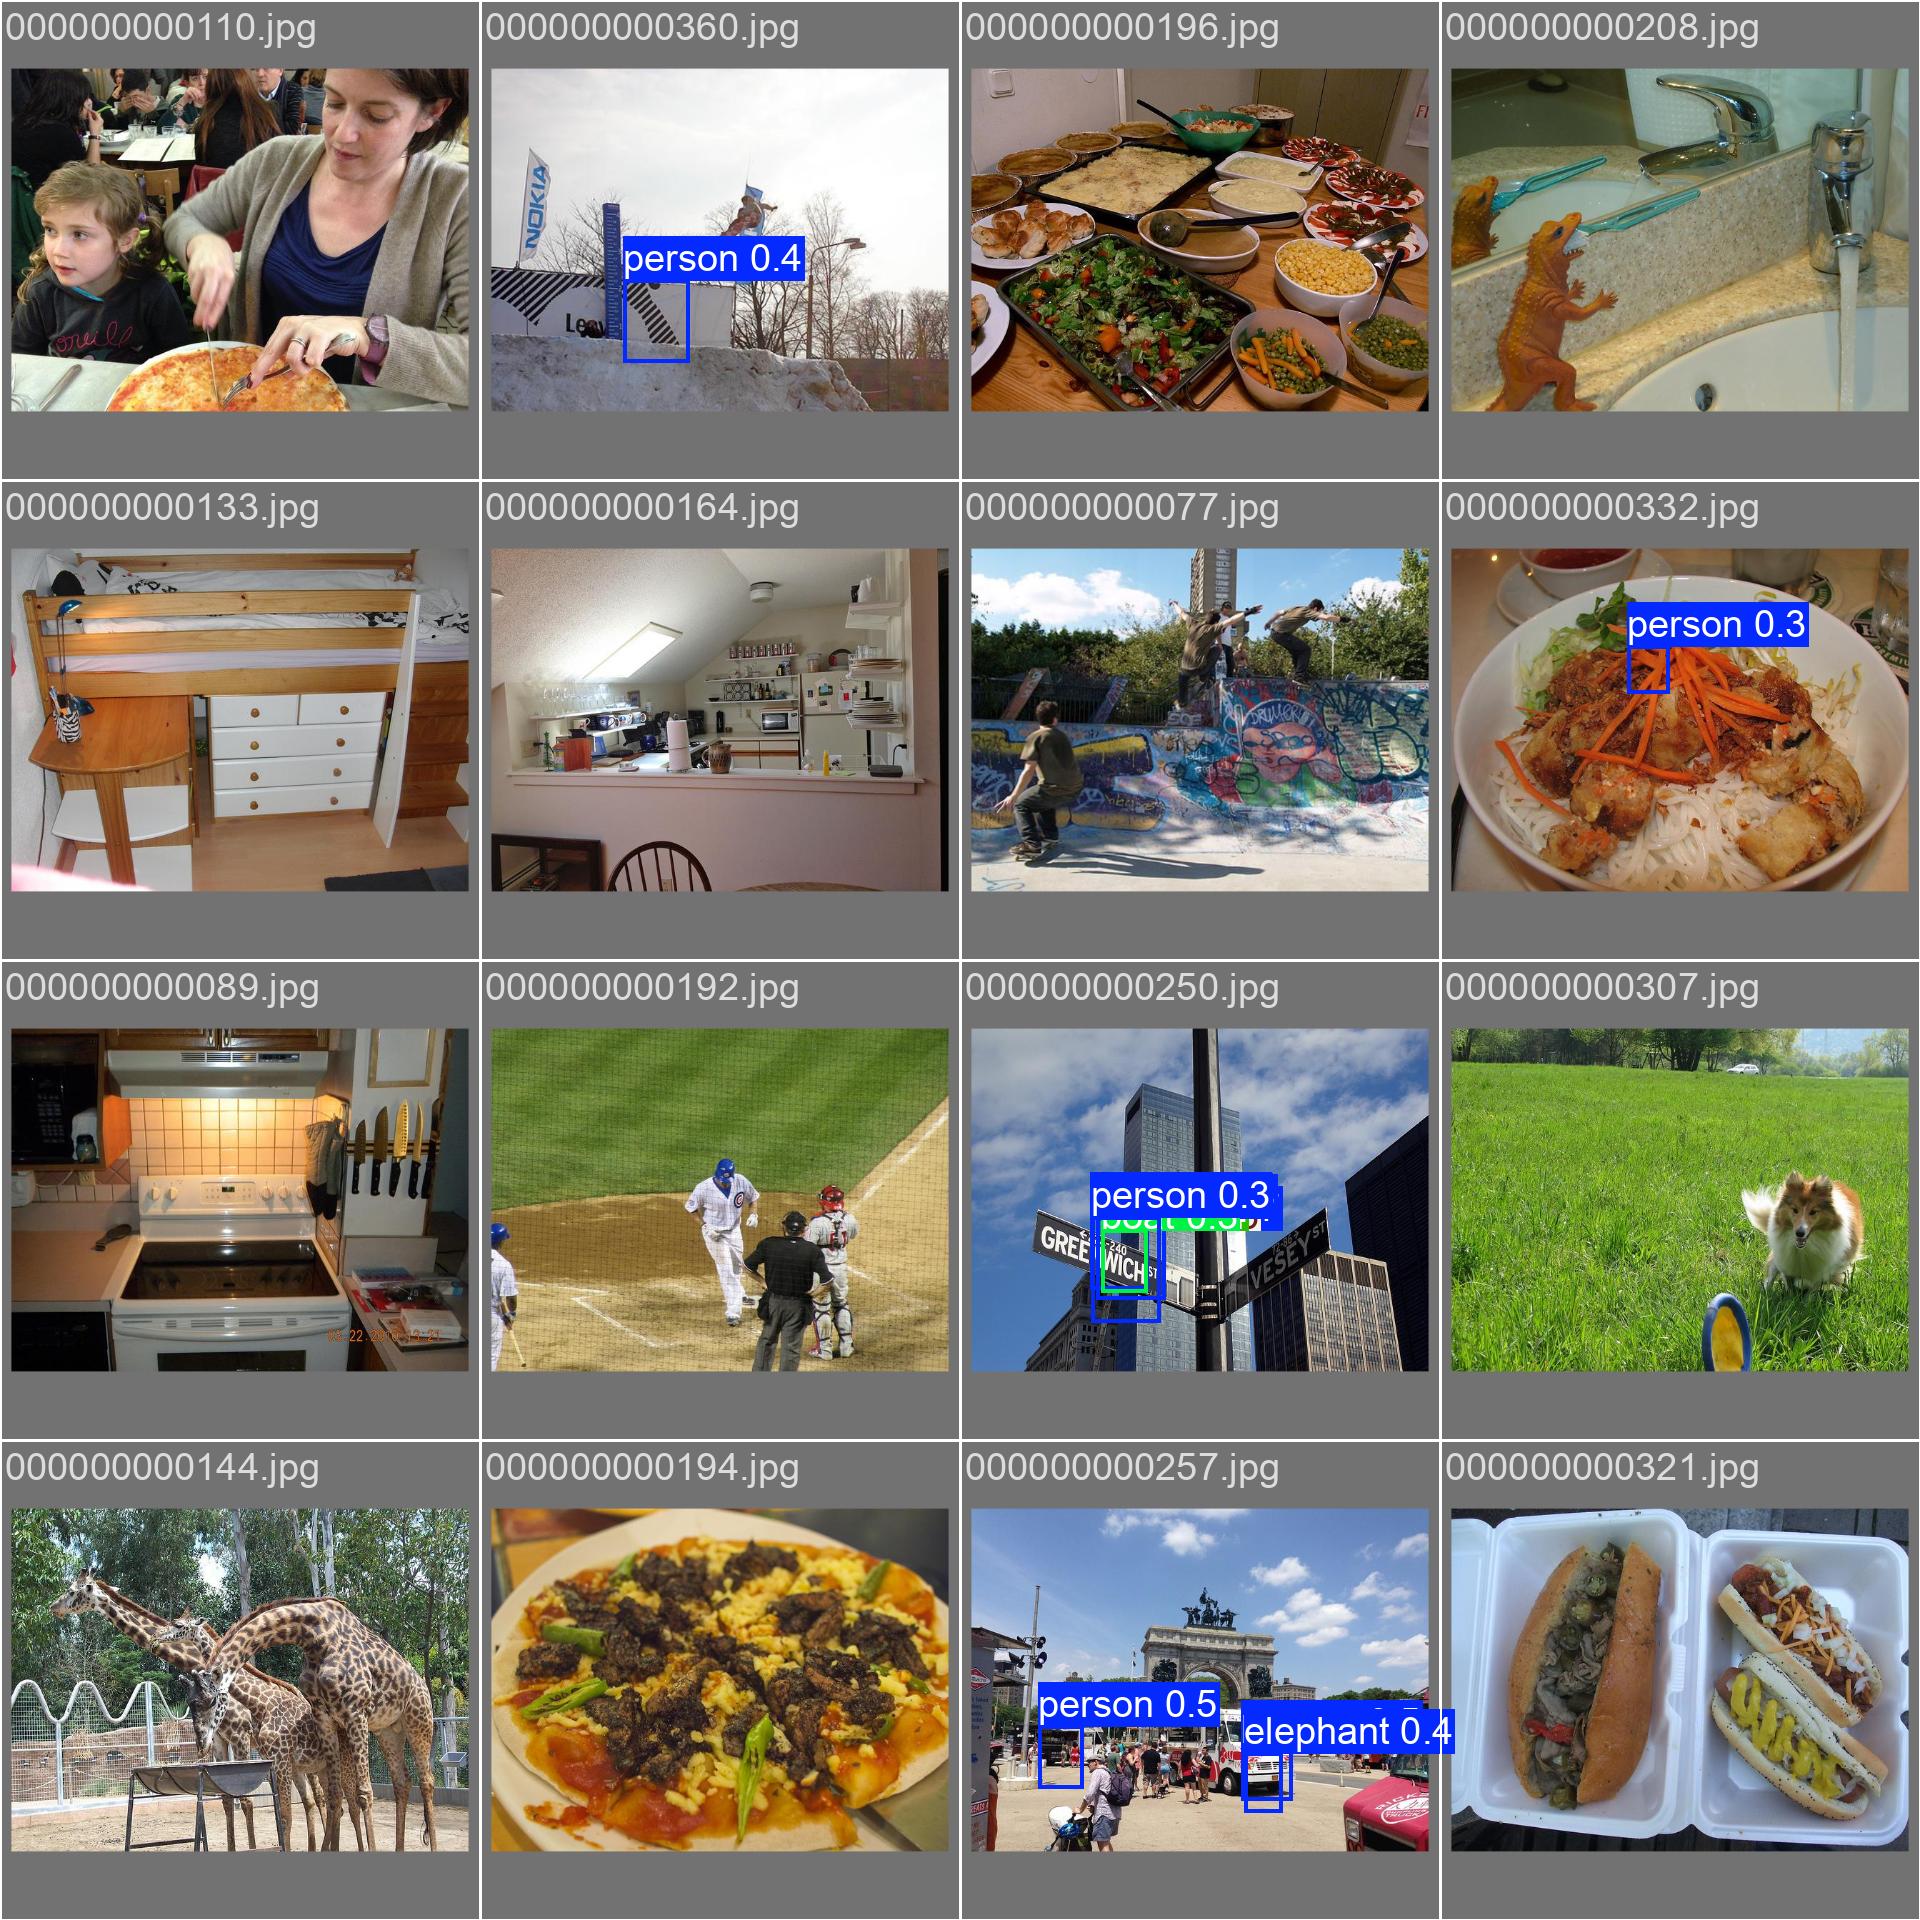 000000000110.jpg
000000000360.jpg
000000000196.jpg
000000000208.jpg
NOKIA
person 0.4
oneill
000000000133.jpg
000000000164.jpg
000000000077.jpg
000000000332.jpg
person 0.3
000000000089.jpg
000000000192.jpg
000000000250.jpg
000000000307.jpg
person 0.3
GREENWICH ST
VESEY ST
000000000144.jpg
000000000194.jpg
000000000257.jpg
000000000321.jpg
person 0.5
elephant 0.4